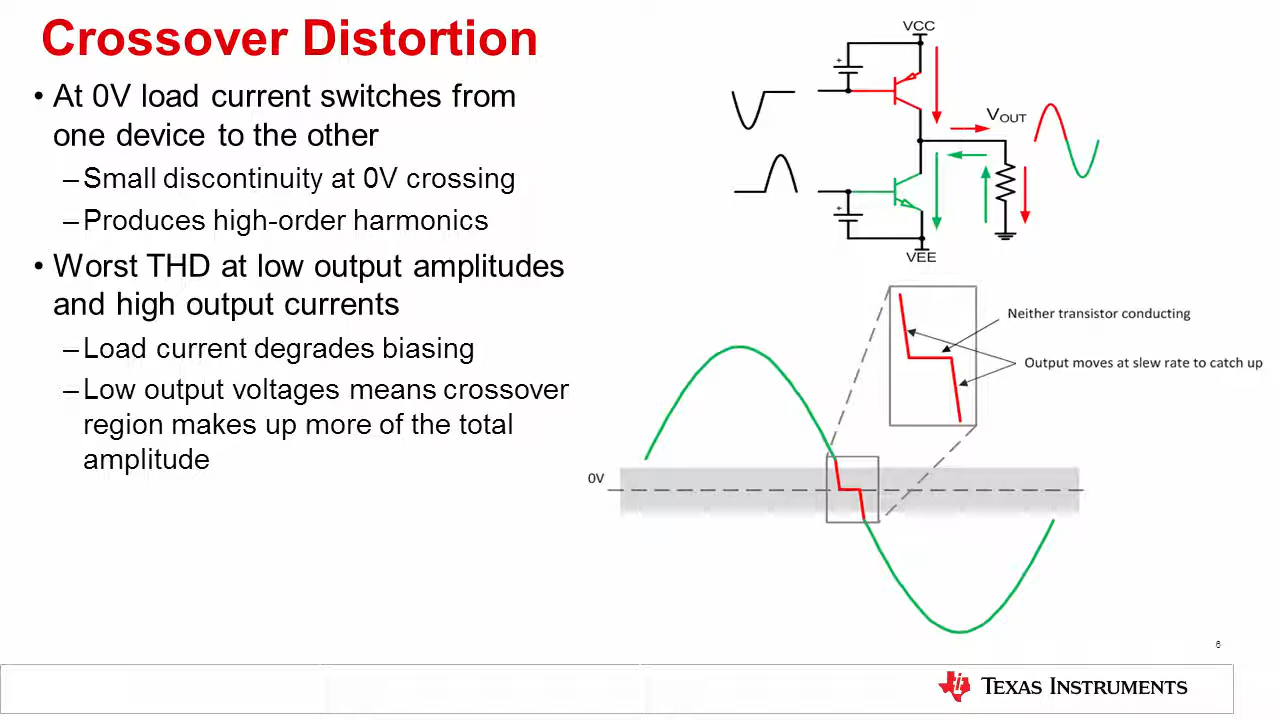 Crossover Distortion
• At 0V load current switches from
one device to the other
–Small discontinuity at 0V crossing
–Produces high-order harmonics
• Worst THD at low output amplitudes
and high output currents
–Load current degrades biasing
–Low output voltages means crossover
region makes up more of the total
amplitude
VCC
+
VOUT
+
VEE
Neither transistor conducting
Output moves at slew rate to catch up
0V
6
TEXAS INSTRUMENTS